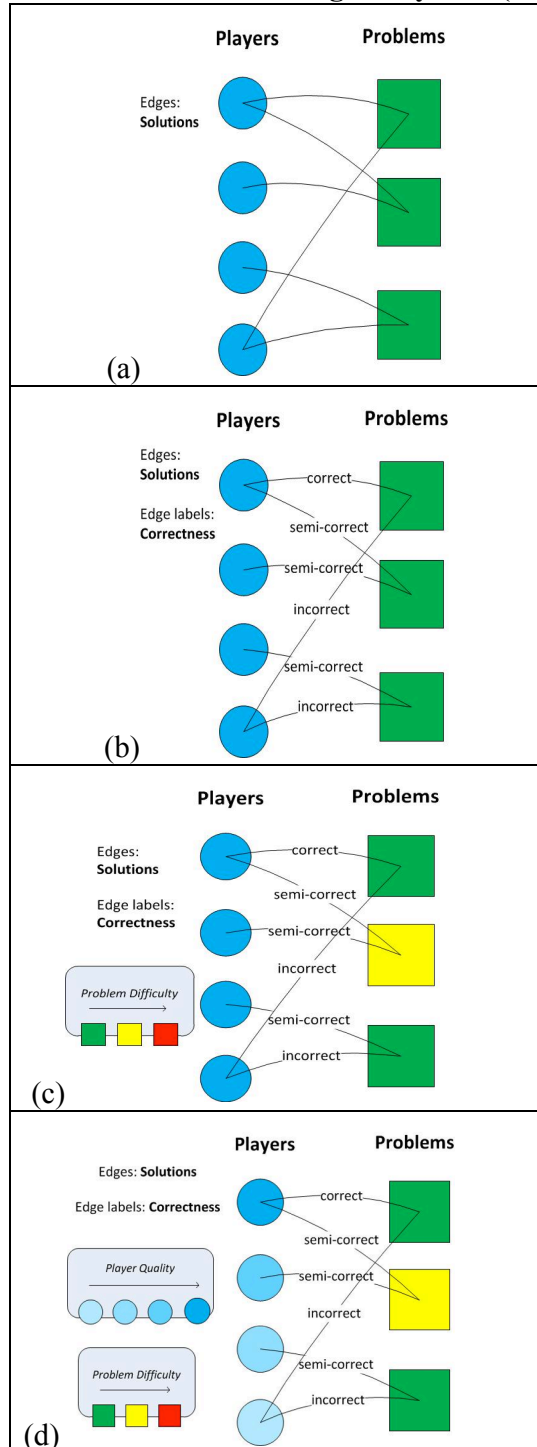 Players Problems
Edges:
Solutions
(a)
Players Problems
Edges:
Solutions
Edge labels:
Correctness
correct
semi-correct
semi-correct
incorrect
semi-correct
incorrect
(b)
Players Problems
Edges:
Solutions
Edge labels:
Correctness
correct
semi-correct
semi-correct
incorrect
Problem Difficulty
semi-correct
incorrect
(c)
Players Problems
Edges: Solutions
Edge labels: Correctness
correct
semi-correct
Player Quality
semi-correct
incorrect
Problem Difficulty
semi-correct
incorrect
(d)